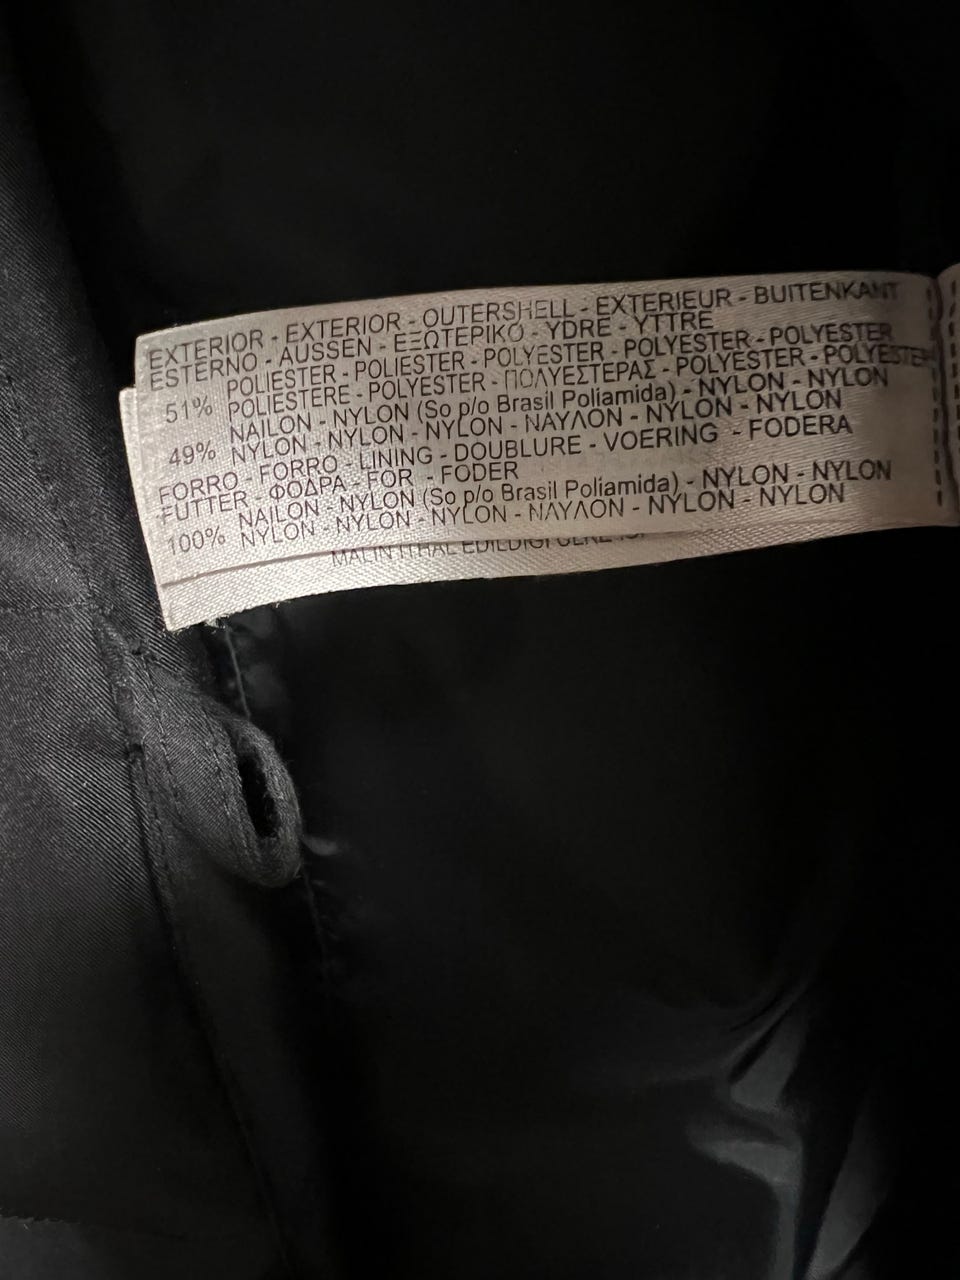 EXTERIOR - EXTERIOR - OUTERSHELL - EXTERIEUR - BUITENKANT
ESTERNO - AUSSEN - ΕΞΩΤΕΡΙΚΟ - YDRE - YTTRE
51% POLIESTER - POLIESTER - POLYESTER - POLYESTER - POLYESTER
POLIESTERE - POLYESTER - ΠΟΛΥΕΣΤΕΡΑΣ - POLYESTER - POLYESTER
49% NAILON - NYLON (So p/o Brasil Poliamida) - NYLON - NYLON
NYLON - NYLON - NYLON - ΝΑΥΛΟΝ - NYLON - NYLON
FORRO - FORRO - LINING - DOUBLURE - VOERING - FODERA
FUTTER - ΦΟΔΡΑ - FOR - FODER
100% NAILON - NYLON (So p/o Brasil Poliamida) - NYLON - NYLON
NYLON - NYLON - NYLON - ΝΑΥΛΟΝ - NYLON - NYLON